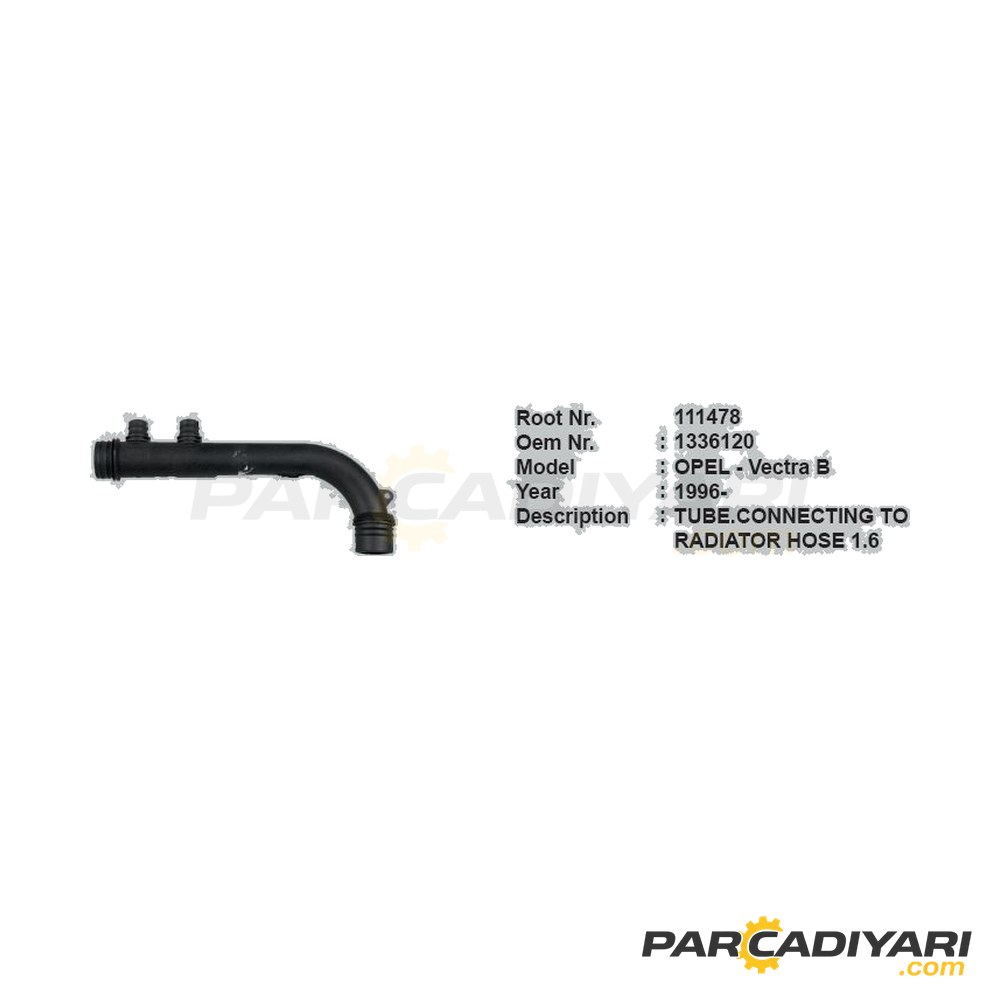 Root Nr. 111478
Oem Nr. : 1336120
Model : OPEL - Vectra B
Year : 1996-
Description : TUBE.CONNECTING TO
RADIATOR HOSE 1.6
PARCADIYARI
PARCADIYARI
.com